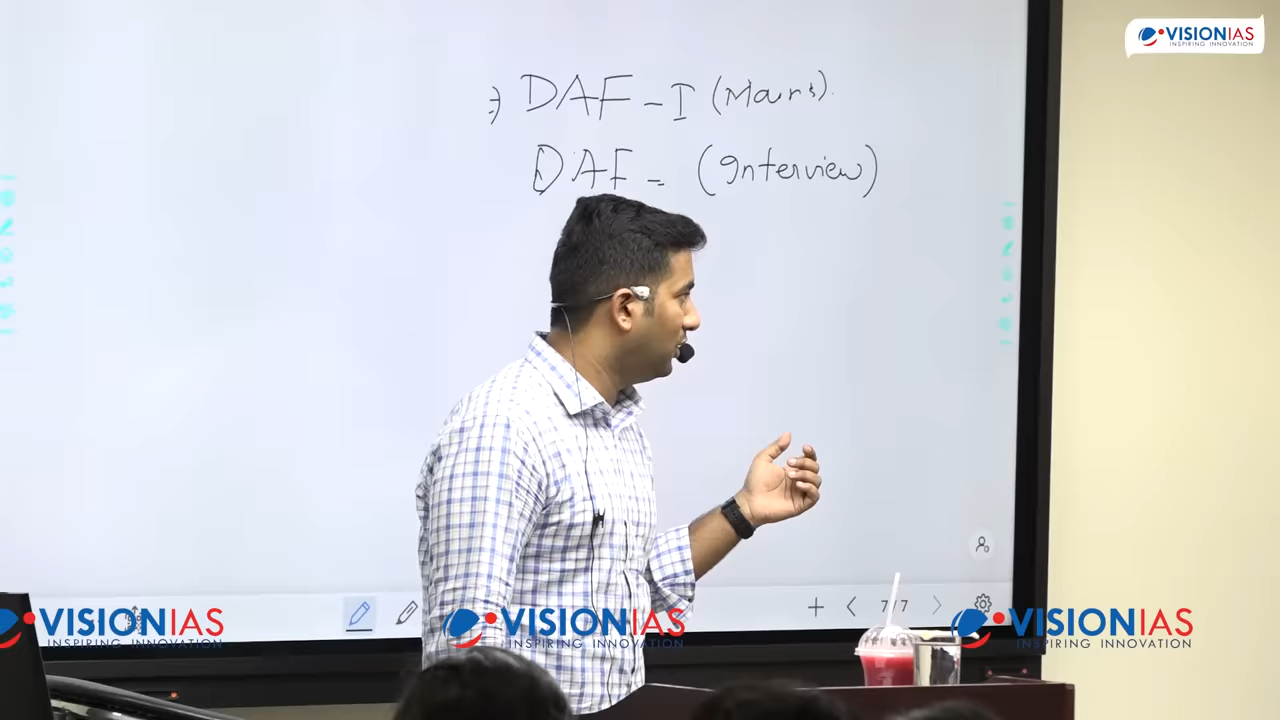 VISIONIAS
INSPIRING INNOVATION
⇒ DAF - I (Mains).
DAF - (Interview)
7/7
VISIONIAS
INSPIRING INNOVATION
VISIONIAS
INSPIRING INNOVATION
VISIONIAS
INSPIRING INNOVATION